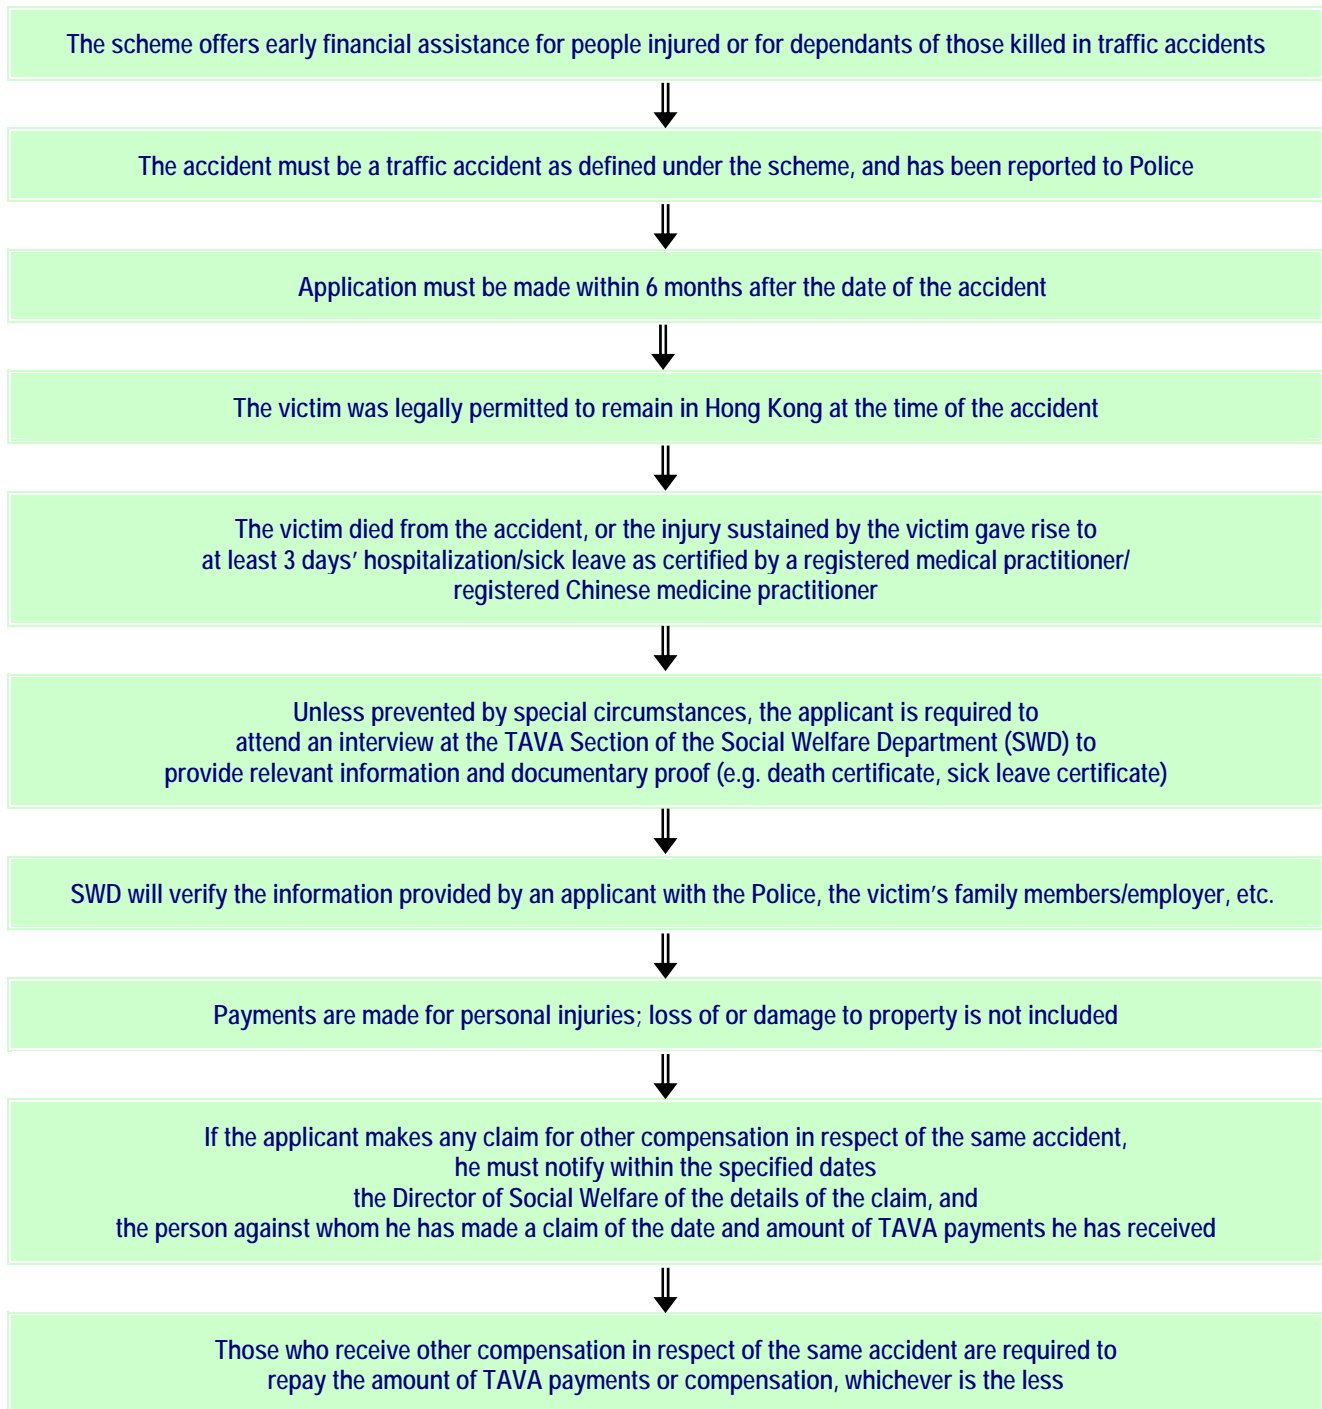 The scheme offers early financial assistance for people injured or for dependants of those killed in traffic accidents
The accident must be a traffic accident as defined under the scheme, and has been reported to Police
Application must be made within 6 months after the date of the accident
The victim was legally permitted to remain in Hong Kong at the time of the accident
The victim died from the accident, or the injury sustained by the victim gave rise to
at least 3 days’ hospitalization/sick leave as certified by a registered medical practitioner/
registered Chinese medicine practitioner
Unless prevented by special circumstances, the applicant is required to
attend an interview at the TAVA Section of the Social Welfare Department (SWD) to
provide relevant information and documentary proof (e.g. death certificate, sick leave certificate)
SWD will verify the information provided by an applicant with the Police, the victim’s family members/employer, etc.
Payments are made for personal injuries; loss of or damage to property is not included
If the applicant makes any claim for other compensation in respect of the same accident,
he must notify within the specified dates
the Director of Social Welfare of the details of the claim, and
the person against whom he has made a claim of the date and amount of TAVA payments he has received
Those who receive other compensation in respect of the same accident are required to
repay the amount of TAVA payments or compensation, whichever is the less